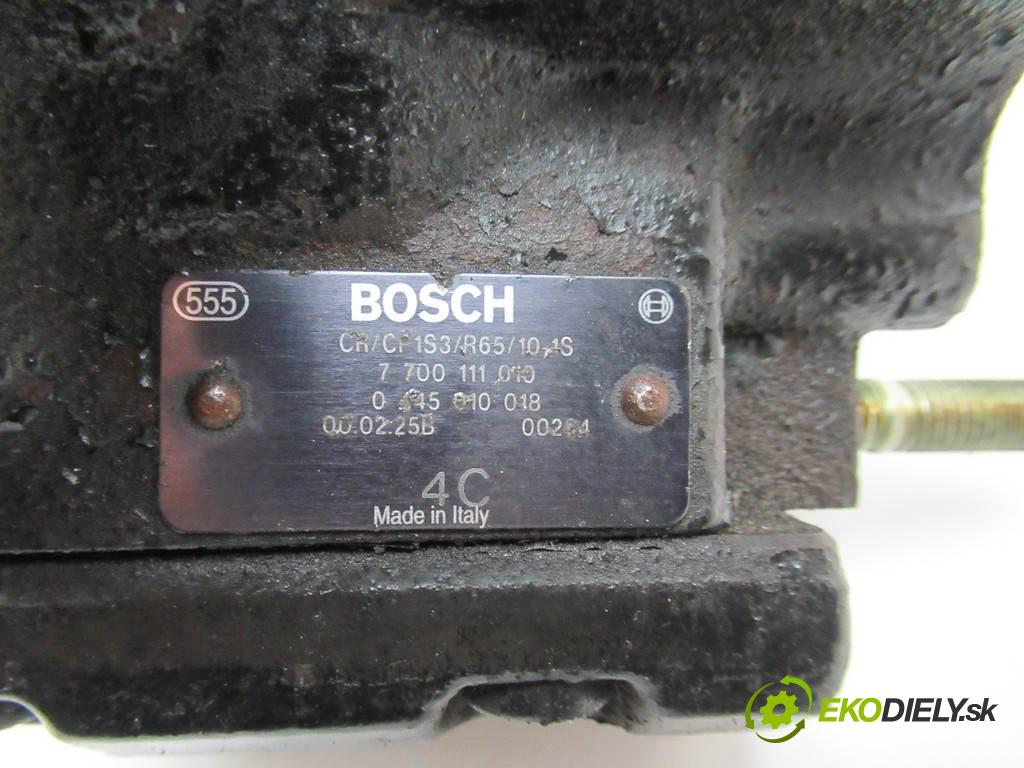 555 BOSCH
CR/CP1S3/R65/10-1S
7 700 111 010
0 445 010 018
00.02.25B 00264
4C
Made in Italy
EKODIELY.sk